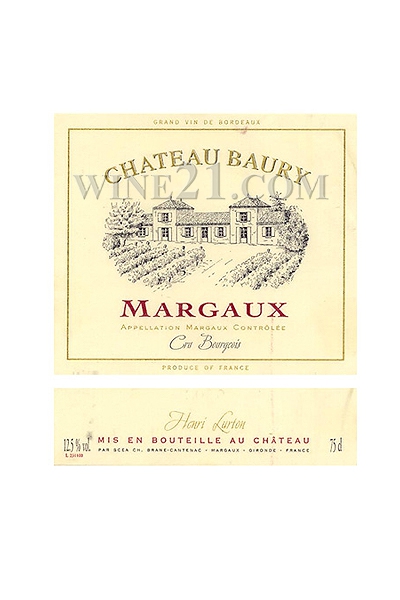 GRAND VIN DE BORDEAUX
CHATEAU BAURY
WINE21.COM
MARGAUX
APPELLATION MARGAUX CONTRÔLÉE
Cru Bourgeois
PRODUCE OF FRANCE
Henri Lurton
MIS EN BOUTEILLE AU CHÂTEAU
12,5 % vol. 75 cl
PAR SCEA CH. BRANE-CANTENAC - MARGAUX - GIRONDE - FRANCE